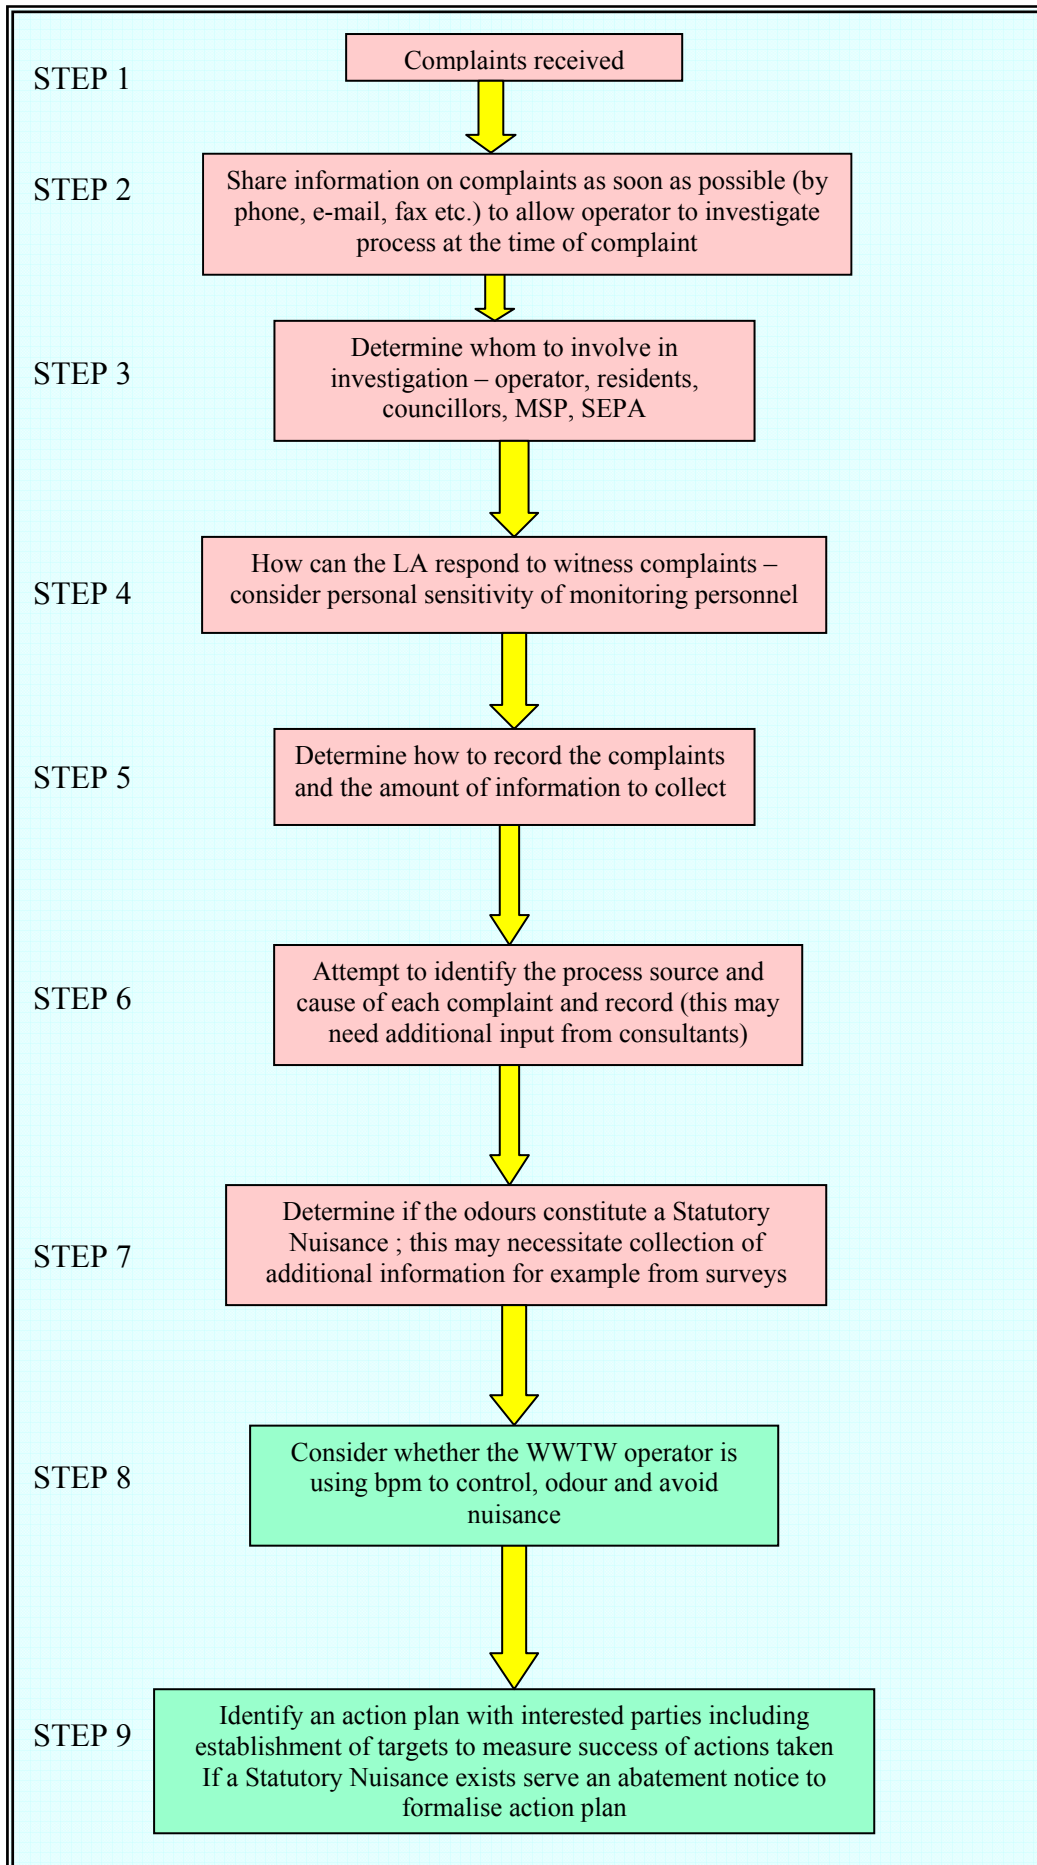 STEP 1
Complaints received
STEP 2
Share information on complaints as soon as possible (by
phone, e-mail, fax etc.) to allow operator to investigate
process at the time of complaint
STEP 3
Determine whom to involve in
investigation – operator, residents,
councillors, MSP, SEPA
STEP 4
How can the LA respond to witness complaints –
consider personal sensitivity of monitoring personnel
STEP 5
Determine how to record the complaints
and the amount of information to collect
STEP 6
Attempt to identify the process source and
cause of each complaint and record (this may
need additional input from consultants)
STEP 7
Determine if the odours constitute a Statutory
Nuisance ; this may necessitate collection of
additional information for example from surveys
STEP 8
Consider whether the WWTW operator is
using bpm to control, odour and avoid
nuisance
STEP 9
Identify an action plan with interested parties including
establishment of targets to measure success of actions taken
If a Statutory Nuisance exists serve an abatement notice to
formalise action plan